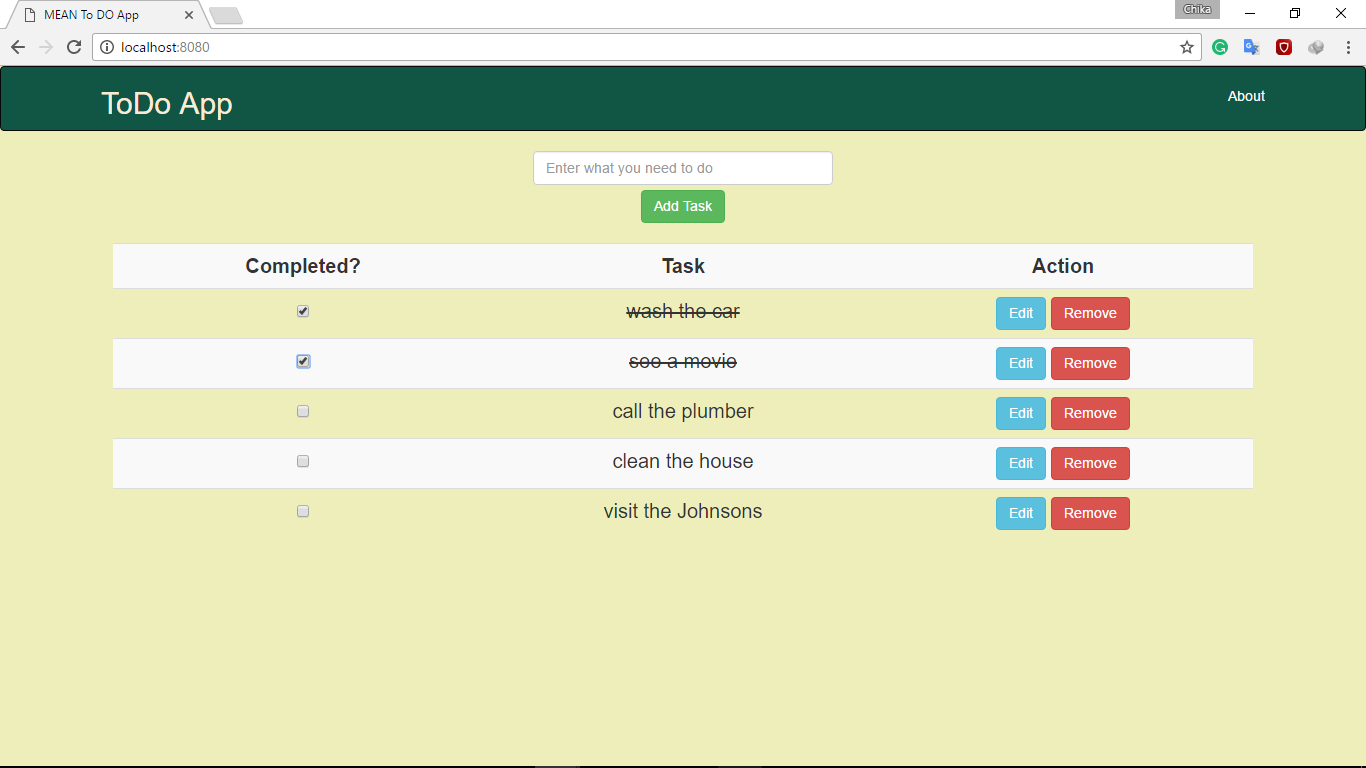 MEAN To DO App
Chika
localhost:8080
ToDo App
About
Enter what you need to do
Add Task
Completed? Task Action
wash the car Edit Remove
see a movie Edit Remove
call the plumber Edit Remove
clean the house Edit Remove
visit the Johnsons Edit Remove